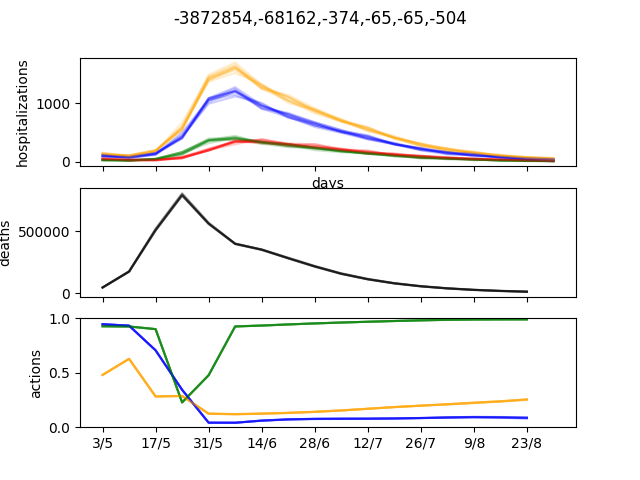 -3872854,-68162,-374,-65,-65,-504
hospitalizations
1000
0
days
deaths
500000
0
actions
1.0
0.5
0.0
3/5 17/5 31/5 14/6 28/6 12/7 26/7 9/8 23/8